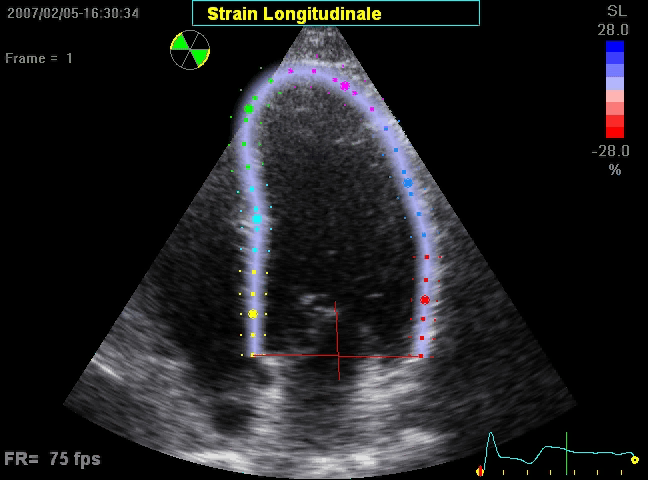 2007/02/05-16:30:34
Strain Longitudinale
SL
28.0
Frame = 1
-28.0
%
FR= 75 fps